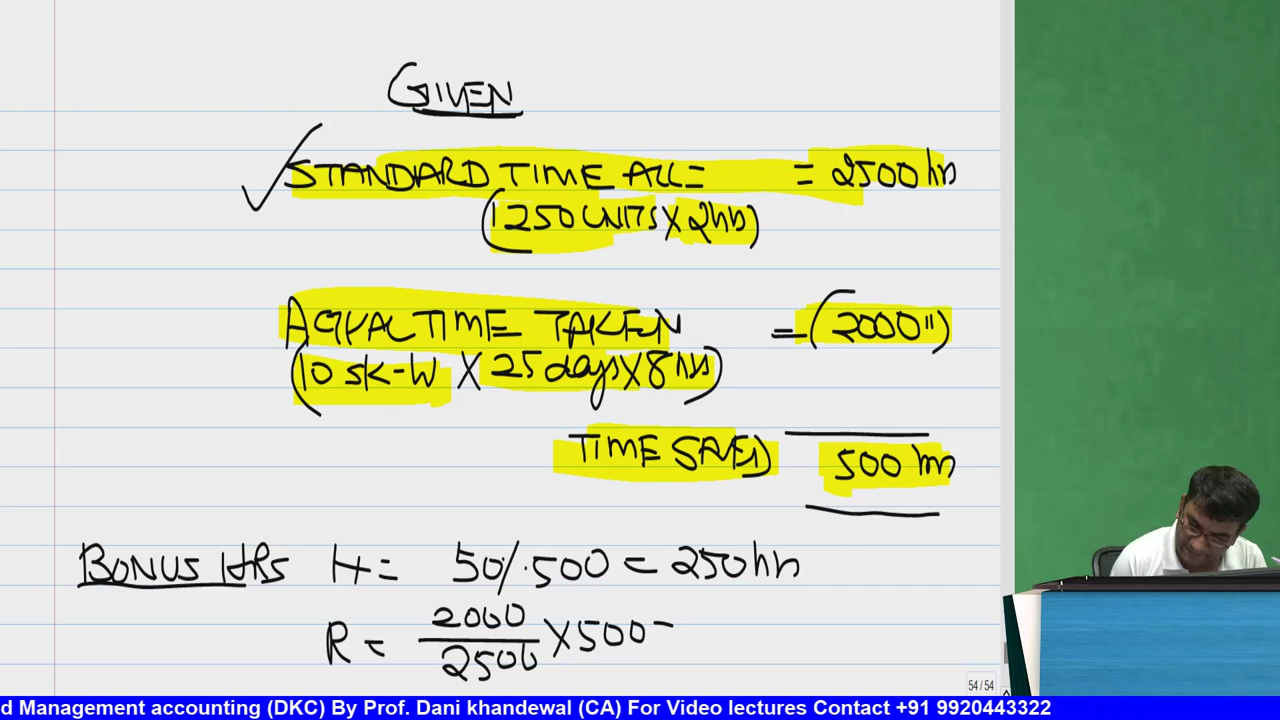 GIVEN
STANDARD TIME ALL = = 2500 hrs
(1250 UNITS X 2hrs)
ACTUAL TIME TAKEN = (2000 ")
(10 SK-W X 25 days X 8 hrs)
TIME SAVED 500 hrs
BONUS HRS H = 50/.500 = 250 hrs
R = 2000/2500 X 500 -
54 / 54
d Management accounting (DKC) By Prof. Dani khandewal (CA) For Video lectures Contact +91 9920443322